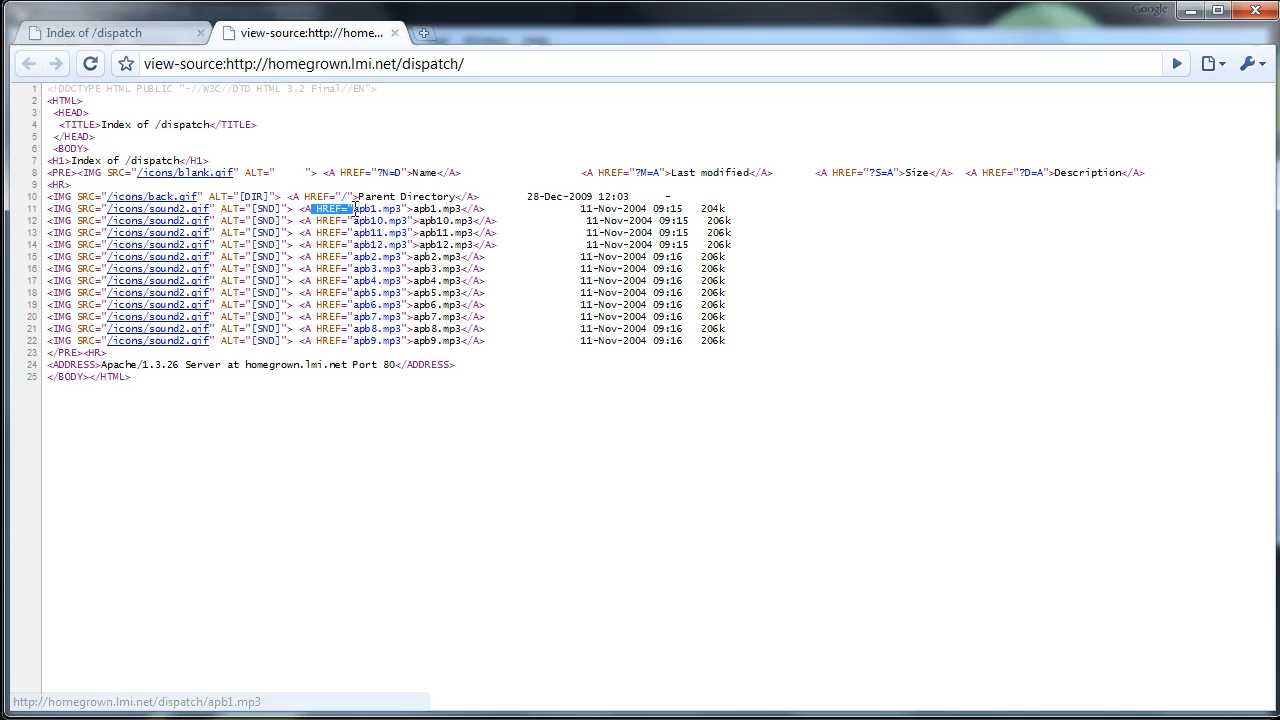 Google
Index of /dispatch
view-source:http://home...
view-source:http://homegrown.lmi.net/dispatch/
1 <!DOCTYPE HTML PUBLIC "-//W3C//DTD HTML 3.2 Final//EN">
2 <HTML>
3 <HEAD>
4 <TITLE>Index of /dispatch</TITLE>
5 </HEAD>
6 <BODY>
7 <H1>Index of /dispatch</H1>
8 <PRE><IMG SRC="/icons/blank.gif" ALT="     "> <A HREF="?N=D">Name</A>                    <A HREF="?M=A">Last modified</A>       <A HREF="?S=A">Size</A>  <A HREF="?D=A">Description</A>
9 <HR>
10 <IMG SRC="/icons/back.gif" ALT="[DIR]"> <A HREF="/">Parent Directory</A>        28-Dec-2009 12:03      -
11 <IMG SRC="/icons/sound2.gif" ALT="[SND]"> <A HREF="apb1.mp3">apb1.mp3</A>                11-Nov-2004 09:15   204k
12 <IMG SRC="/icons/sound2.gif" ALT="[SND]"> <A HREF="apb10.mp3">apb10.mp3</A>               11-Nov-2004 09:15   206k
13 <IMG SRC="/icons/sound2.gif" ALT="[SND]"> <A HREF="apb11.mp3">apb11.mp3</A>               11-Nov-2004 09:15   206k
14 <IMG SRC="/icons/sound2.gif" ALT="[SND]"> <A HREF="apb12.mp3">apb12.mp3</A>               11-Nov-2004 09:15   206k
15 <IMG SRC="/icons/sound2.gif" ALT="[SND]"> <A HREF="apb2.mp3">apb2.mp3</A>                11-Nov-2004 09:16   206k
16 <IMG SRC="/icons/sound2.gif" ALT="[SND]"> <A HREF="apb3.mp3">apb3.mp3</A>                11-Nov-2004 09:16   206k
17 <IMG SRC="/icons/sound2.gif" ALT="[SND]"> <A HREF="apb4.mp3">apb4.mp3</A>                11-Nov-2004 09:16   206k
18 <IMG SRC="/icons/sound2.gif" ALT="[SND]"> <A HREF="apb5.mp3">apb5.mp3</A>                11-Nov-2004 09:16   206k
19 <IMG SRC="/icons/sound2.gif" ALT="[SND]"> <A HREF="apb6.mp3">apb6.mp3</A>                11-Nov-2004 09:16   206k
20 <IMG SRC="/icons/sound2.gif" ALT="[SND]"> <A HREF="apb7.mp3">apb7.mp3</A>                11-Nov-2004 09:16   206k
21 <IMG SRC="/icons/sound2.gif" ALT="[SND]"> <A HREF="apb8.mp3">apb8.mp3</A>                11-Nov-2004 09:16   206k
22 <IMG SRC="/icons/sound2.gif" ALT="[SND]"> <A HREF="apb9.mp3">apb9.mp3</A>                11-Nov-2004 09:16   206k
23 </PRE><HR>
24 <ADDRESS>Apache/1.3.26 Server at homegrown.lmi.net Port 80</ADDRESS>
25 </BODY></HTML>
http://homegrown.lmi.net/dispatch/apb1.mp3